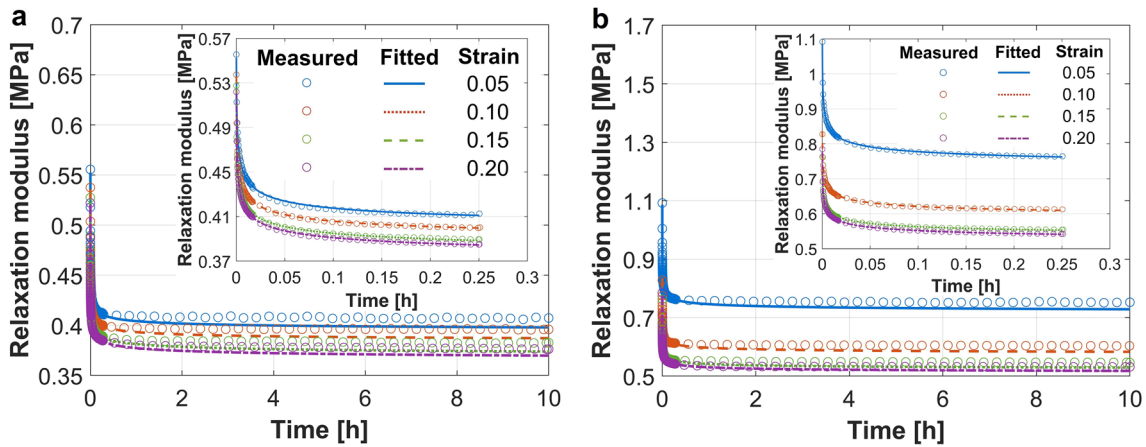 a
Relaxation modulus [MPa]
0.7
0.65
0.6
0.55
0.5
0.45
0.4
0.35
0 2 4 6 8 10
Time [h]
Relaxation modulus [MPa]
0.57
0.53
0.49
0.45
0.41
0.37
0 0.05 0.1 0.15 0.2 0.25 0.3
Time [h]
Measured Fitted Strain
0.05
0.10
0.15
0.20
b
Relaxation modulus [MPa]
1.7
1.5
1.3
1.1
0.9
0.7
0.5
0 2 4 6 8 10
Time [h]
Relaxation modulus [MPa]
1.1
1
0.9
0.8
0.7
0.6
0.5
0 0.05 0.1 0.15 0.2 0.25 0.3
Time [h]
Measured Fitted Strain
0.05
0.10
0.15
0.20